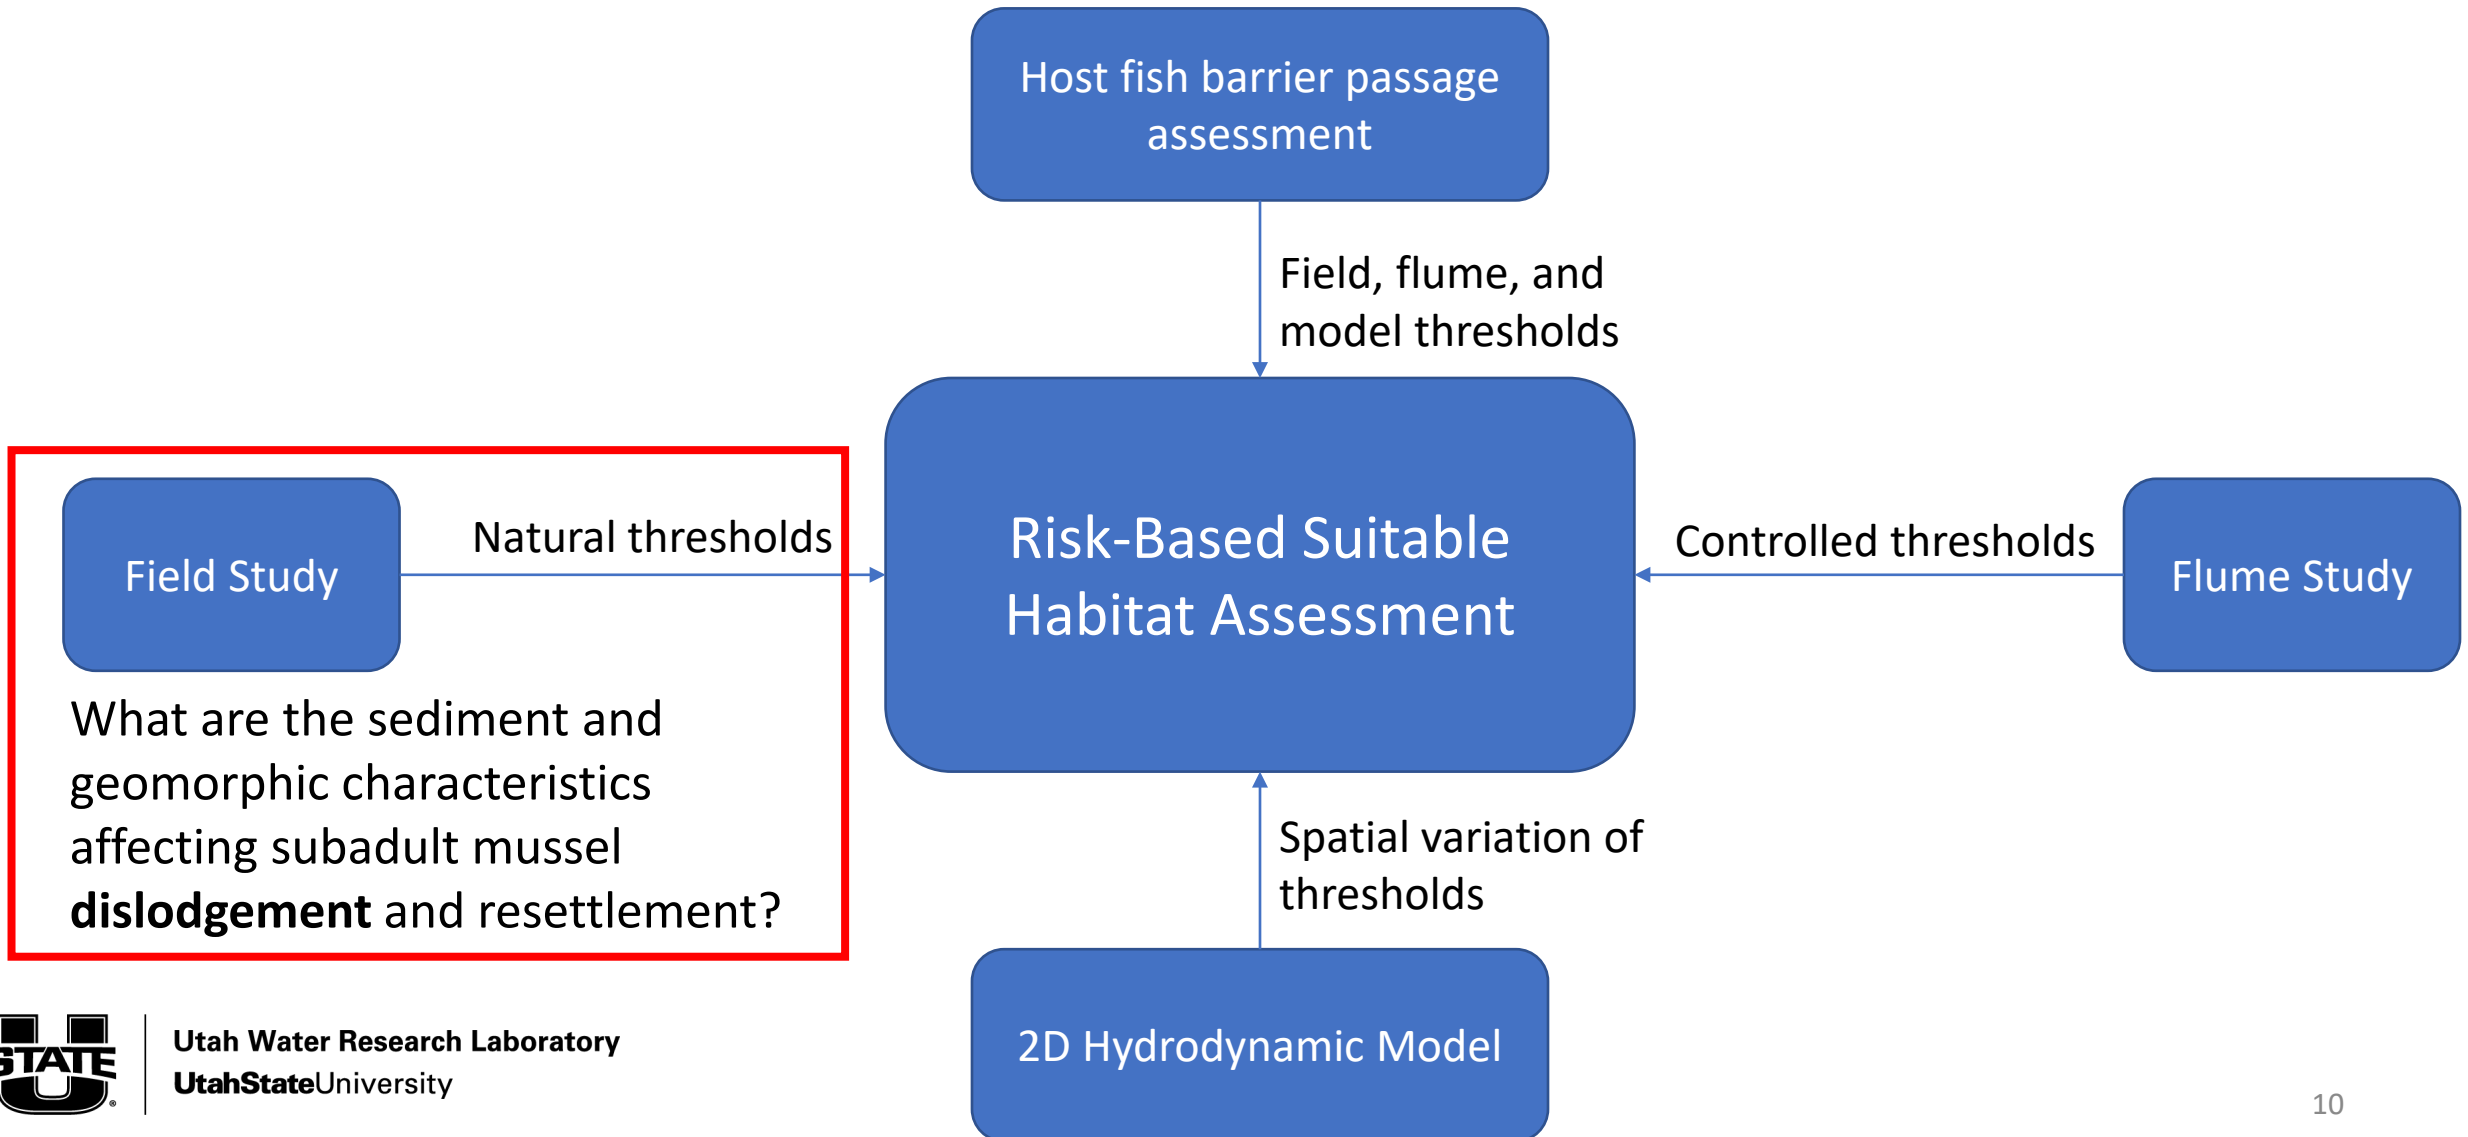 Host fish barrier passage
assessment
Field, flume, and
model thresholds
Field Study
Natural thresholds
Risk-Based Suitable
Habitat Assessment
Controlled thresholds
Flume Study
What are the sediment and
geomorphic characteristics
affecting subadult mussel
dislodgement and resettlement?
Spatial variation of
thresholds
2D Hydrodynamic Model
STATE
U
®
Utah Water Research Laboratory
UtahStateUniversity
10